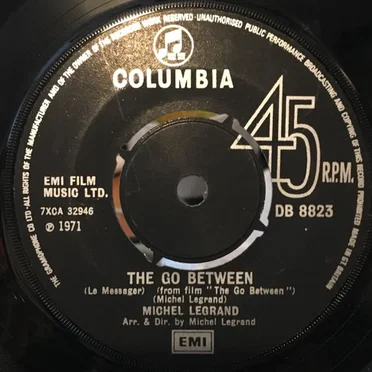 THE GRAMOPHONE CO LTD·ALL RIGHTS OF THE MANUFACTURER AND OF THE OWNER OF THE RECORDED WORK RESERVED·UNAUTHORISED PUBLIC PERFORMANCE BROADCASTING AND COPYING OF THIS RECORD PROHIBITED MADE IN GT BRITAIN
COLUMBIA
45
R.P.M.
EMI FILM
MUSIC LTD.
7XCA 32946
℗ 1971
DB 8823
THE GO BETWEEN
(Le Messager) (from film "The Go Between")
(Michel Legrand)
MICHEL LEGRAND
Arr. & Dir. by Michel Legrand
EMI